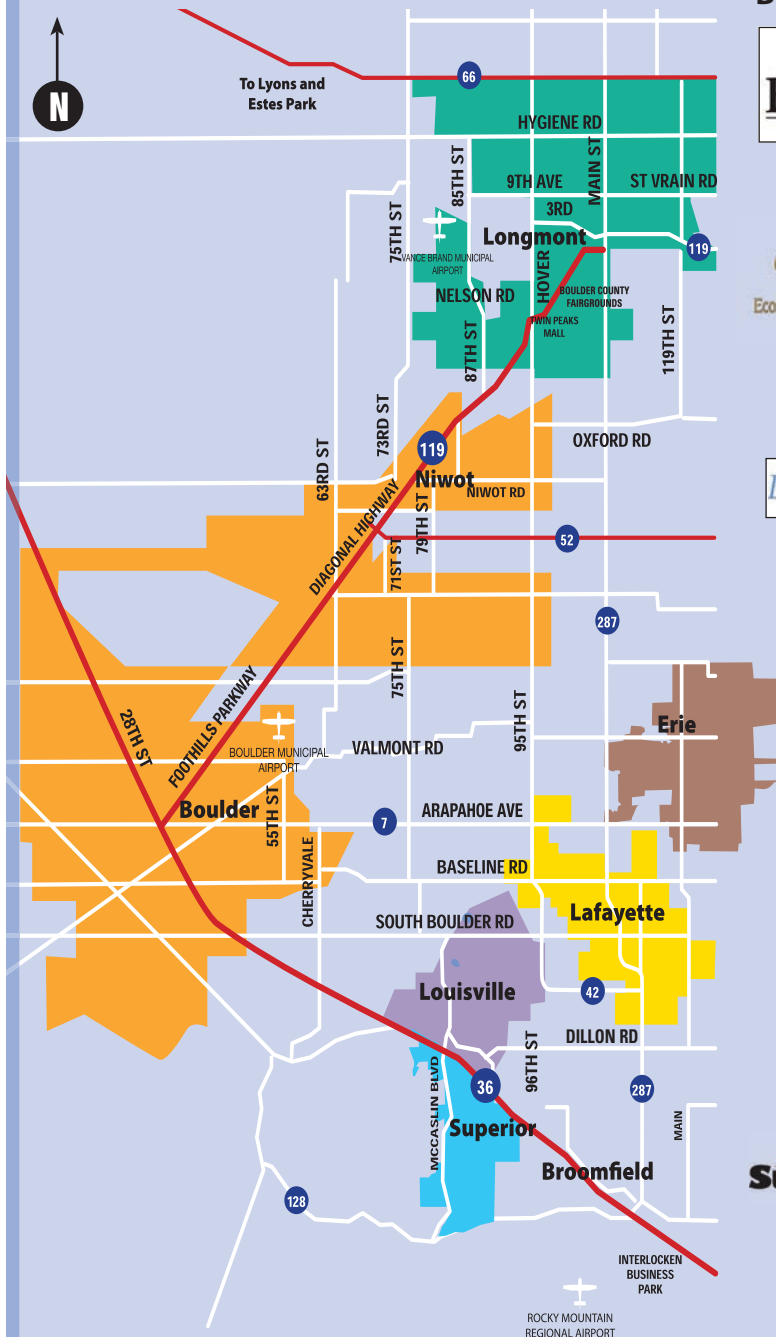 66
To Lyons and
Estes Park
N
HYGIENE RD
85TH ST
MAIN ST
9TH AVE
ST VRAIN RD
75TH ST
3RD
Longmont
119
VANCE BRAND MUNICIPAL
AIRPORT
HOVER
NELSON RD
BOULDER COUNTY
FAIRGROUNDS
TWIN PEAKS
MALL
87TH ST
119TH ST
73RD ST
OXFORD RD
119
63RD ST
Niwot
NIWOT RD
DIAGONAL HIGHWAY
79TH ST
52
71ST ST
287
75TH ST
FOOTHILLS PARKWAY
28TH ST
95TH ST
Erie
BOULDER MUNICIPAL
AIRPORT
VALMONT RD
Boulder
55TH ST
7
ARAPAHOE AVE
CHERRYVALE
BASELINE RD
SOUTH BOULDER RD
Lafayette
Louisville
42
DILLON RD
96TH ST
MCCASLIN BLVD
36
287
Superior
MAIN
Broomfield
128
INTERLOCKEN
BUSINESS
PARK
ROCKY MOUNTAIN
REGIONAL AIRPORT